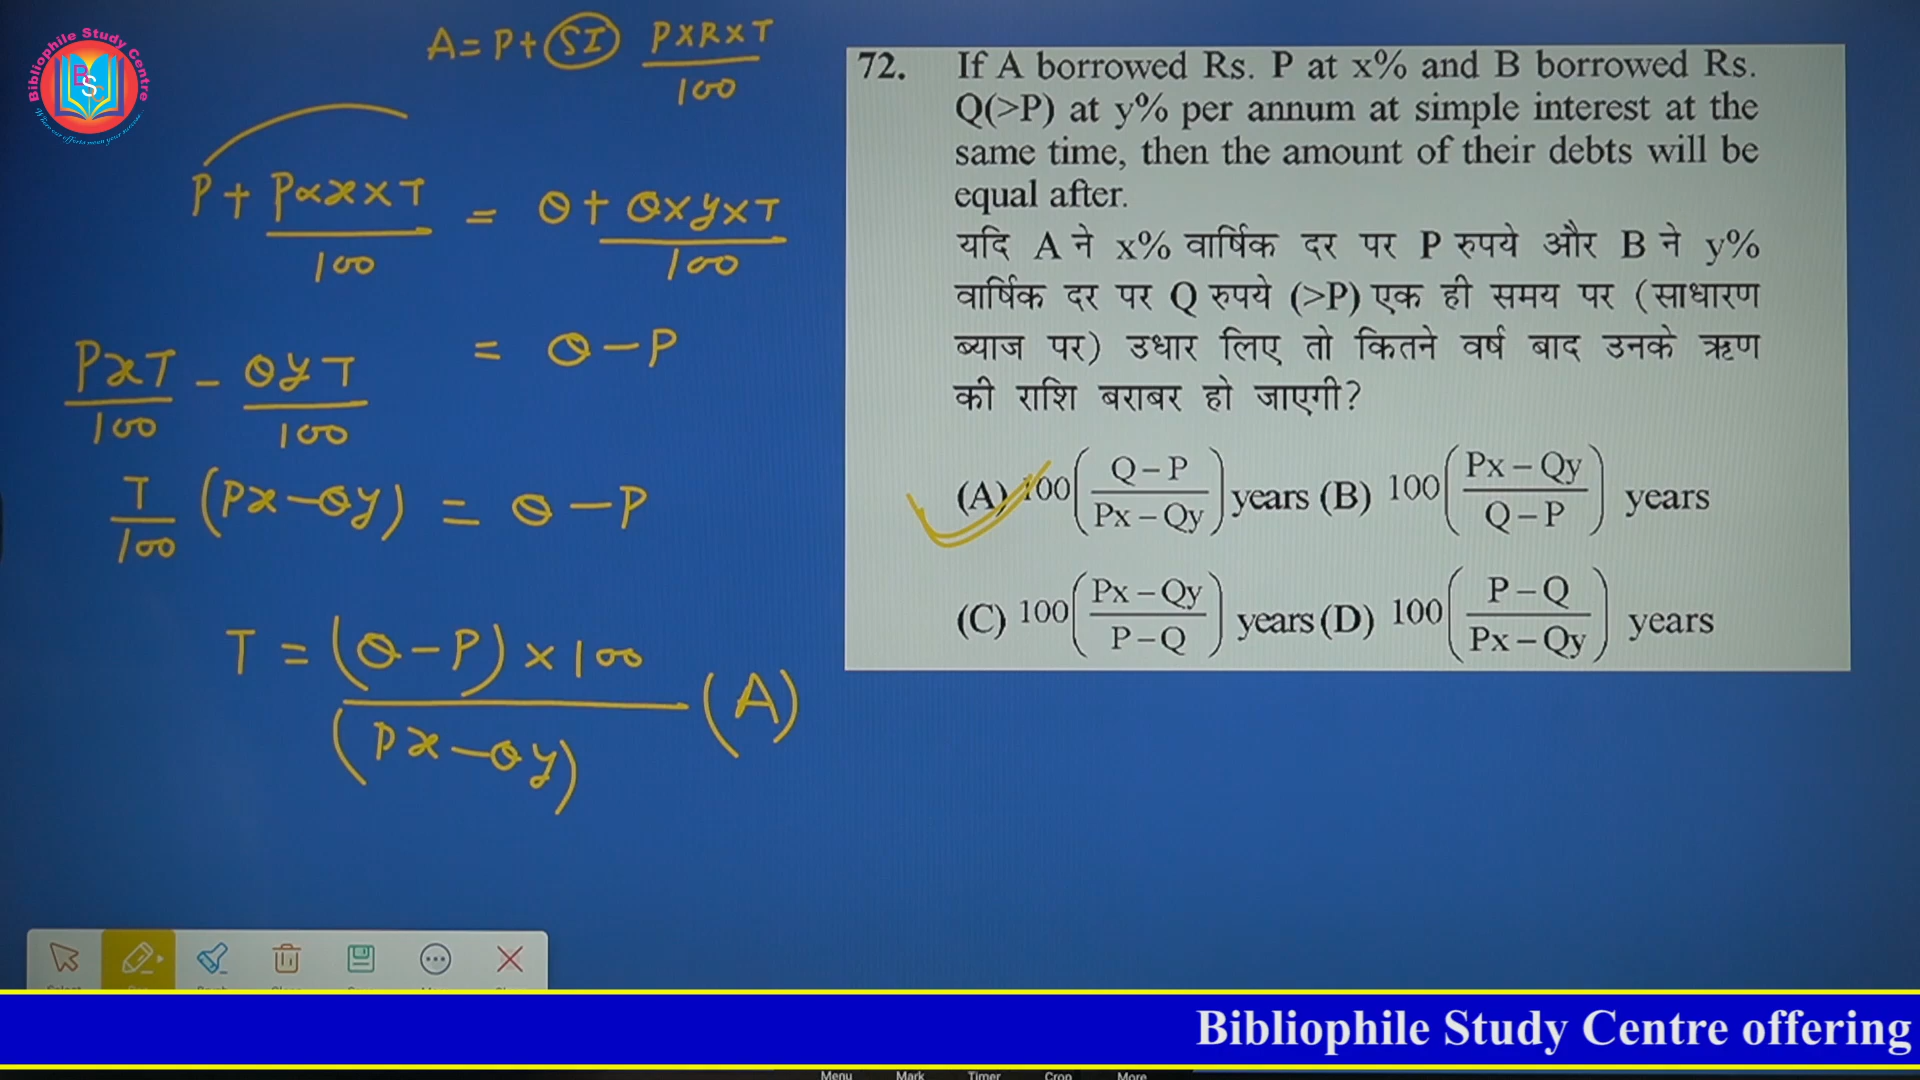 Bibliophile Study Centre
BSC
A = P + SI P×R×T
100
P + P×x×T = Q + Q×y×T
100 100
PxT - QyT = Q - P
100 100
T (Px - Qy) = Q - P
100
T = (Q - P) × 100 (A)
(Px - Qy)
72. If A borrowed Rs. P at x% and B borrowed Rs.
Q(>P) at y% per annum at simple interest at the
same time, then the amount of their debts will be
equal after.
यदि A ने x% वार्षिक दर पर P रुपये और B ने y%
वार्षिक दर पर Q रुपये (>P) एक ही समय पर (साधारण
ब्याज पर) उधार लिए तो कितने वर्ष बाद उनके ऋण
की राशि बराबर हो जाएगी?
(A) 100(Q – P / Px – Qy) years (B) 100(Px – Qy / Q – P) years
(C) 100(Px – Qy / P – Q) years (D) 100(P – Q / Px – Qy) years
Bibliophile Study Centre offering
Menu Mark Timer Crop More